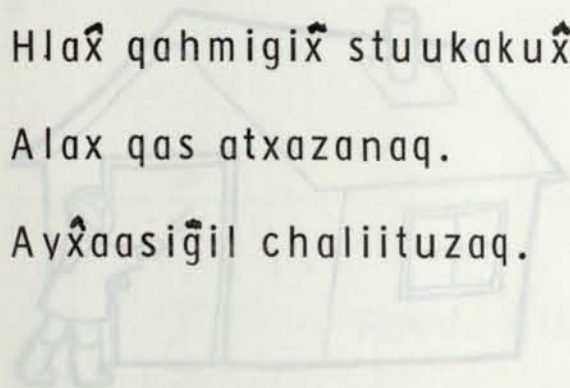 Hlax̂ qahmigix̂ stuukakux̂
Alax qas atxazanaq.
Ayx̂aasiĝil chaliituzaq.